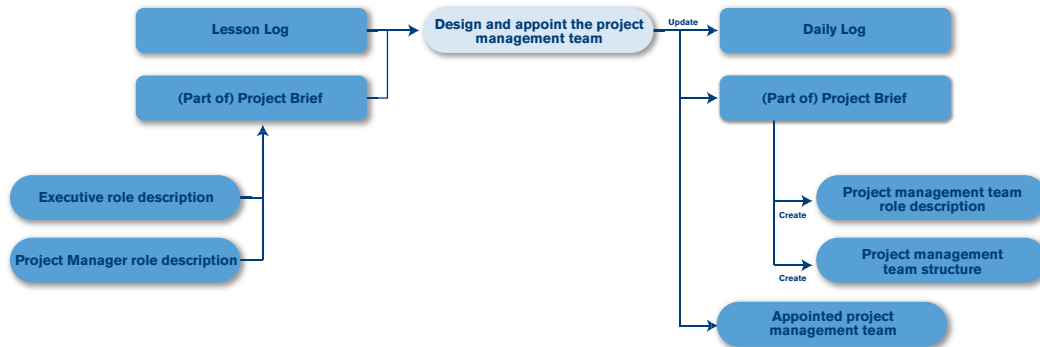 Lesson Log
Design and appoint the project
management team
Update
Daily Log
(Part of) Project Brief
(Part of) Project Brief
Executive role description
Project management team
role description
Create
Project Manager role description
Project management
team structure
Create
Appointed project
management team